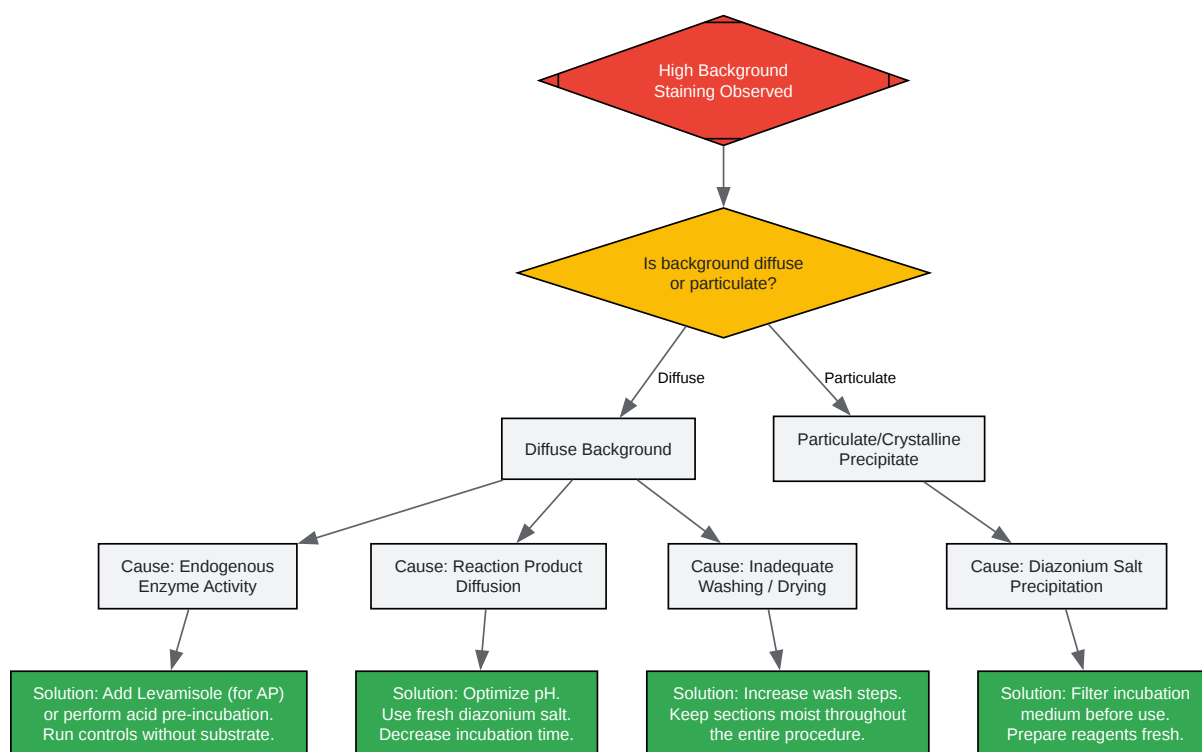 High Background
Staining Observed
Is background diffuse
or particulate?
Diffuse
Particulate
Diffuse Background
Particulate/Crystalline
Precipitate
Cause: Endogenous
Enzyme Activity
Cause: Reaction Product
Diffusion
Cause: Inadequate
Washing / Drying
Cause: Diazonium Salt
Precipitation
Solution: Add Levamisole (for AP)
or perform acid pre-incubation.
Run controls without substrate.
Solution: Optimize pH.
Use fresh diazonium salt.
Decrease incubation time.
Solution: Increase wash steps.
Keep sections moist throughout
the entire procedure.
Solution: Filter incubation
medium before use.
Prepare reagents fresh.